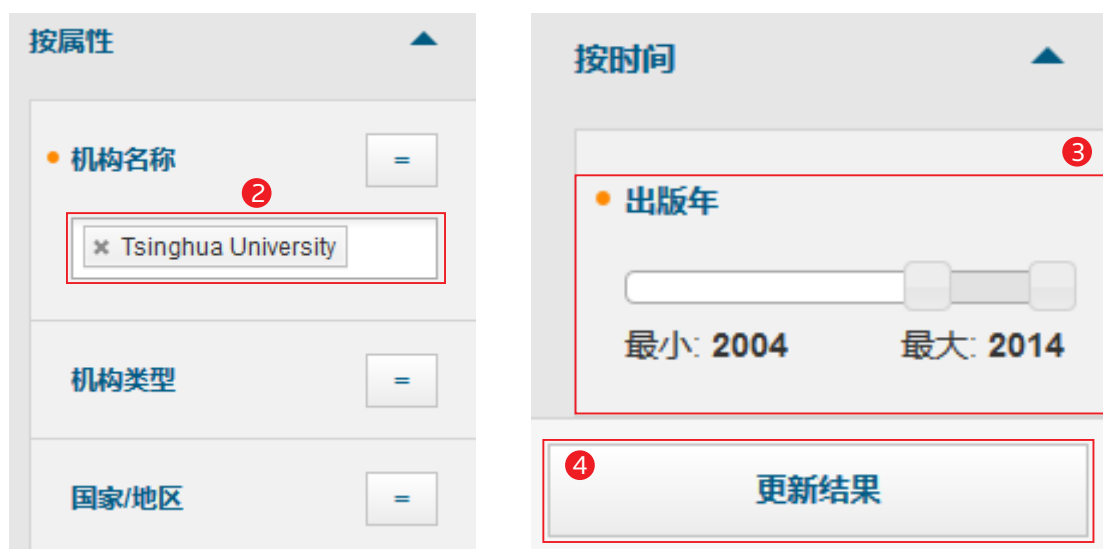 按属性
机构名称
=
2
× Tsinghua University
机构类型
=
国家/地区
=
按时间
3
出版年
最小: 2004
最大: 2014
4
更新结果